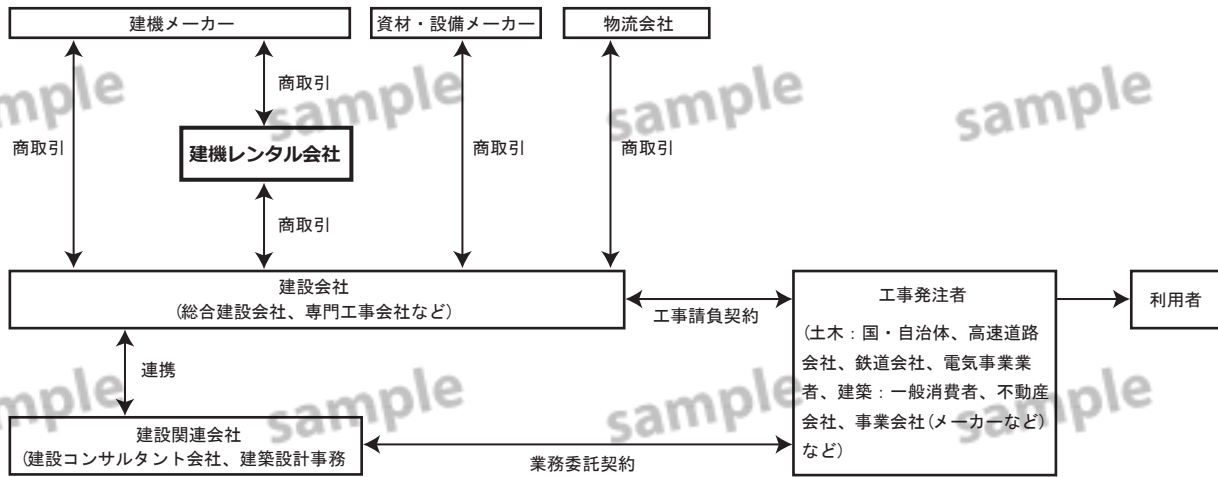 建機メーカー
資材・設備メーカー
物流会社
商取引
商取引
商取引
商取引
建機レンタル会社
商取引
建設会社
(総合建設会社、専門工事会社など)
工事請負契約
工事発注者
(土木：国・自治体、高速道路
会社、鉄道会社、電気事業業
者、建築：一般消費者、不動産
会社、事業会社(メーカーなど)
など)
利用者
連携
建設関連会社
(建設コンサルタント会社、建築設計事務
業務委託契約
mple
sample
sample
sample
mple
sample
sample
sample